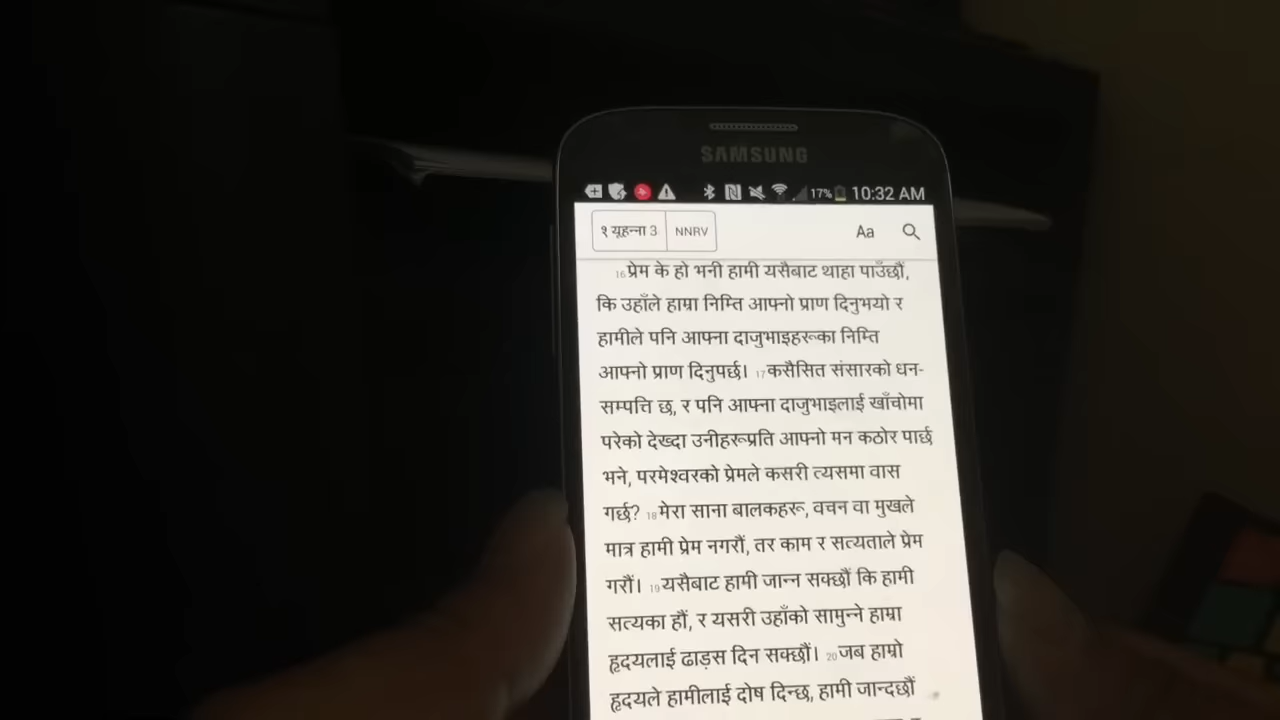 SAMSUNG
17% 10:32 AM
१ यूहन्ना 3 NNRV Aa
16 प्रेम के हो भनी हामी यसैबाट थाहा पाउँछौं,
कि उहाँले हाम्रा निम्ति आफ्नो प्राण दिनुभयो र
हामीले पनि आफ्ना दाजुभाइहरूका निम्ति
आफ्नो प्राण दिनुपर्छ। 17 कसैसित संसारको धन-
सम्पत्ति छ, र पनि आफ्ना दाजुभाइलाई खाँचोमा
परेको देख्दा उनीहरूप्रति आफ्नो मन कठोर पार्छ
भने, परमेश्वरको प्रेमले कसरी त्यसमा वास
गर्छ? 18 मेरा साना बालकहरू, वचन वा मुखले
मात्र हामी प्रेम नगरौं, तर काम र सत्यताले प्रेम
गरौं। 19 यसैबाट हामी जान्न सक्छौं कि हामी
सत्यका हौं, र यसरी उहाँको सामुन्ने हाम्रा
हृदयलाई ढाड़स दिन सक्छौं। 20 जब हाम्रो
हृदयले हामीलाई दोष दिन्छ, हामी जान्दछौं